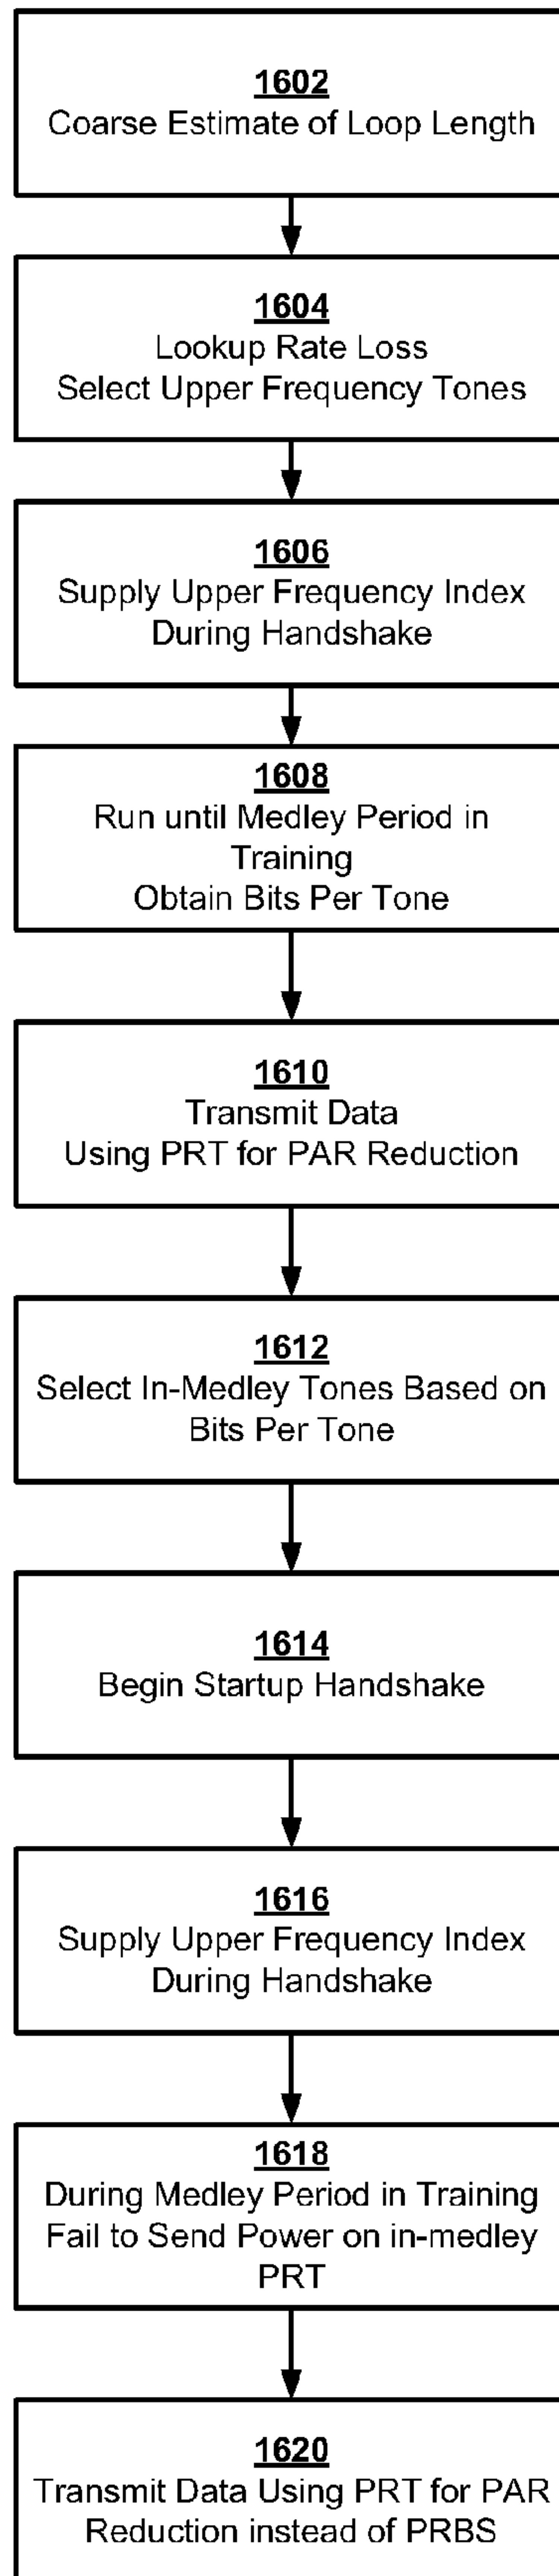 1602
Coarse Estimate of Loop Length
1604
Lookup Rate Loss
Select Upper Frequency Tones
1606
Supply Upper Frequency Index
During Handshake
1608
Run until Medley Period in
Training
Obtain Bits Per Tone
1610
Transmit Data
Using PRT for PAR Reduction
1612
Select In-Medley Tones Based on
Bits Per Tone
1614
Begin Startup Handshake
1616
Supply Upper Frequency Index
During Handshake
1618
During Medley Period in Training
Fail to Send Power on in-medley
PRT
1620
Transmit Data Using PRT for PAR
Reduction instead of PRBS